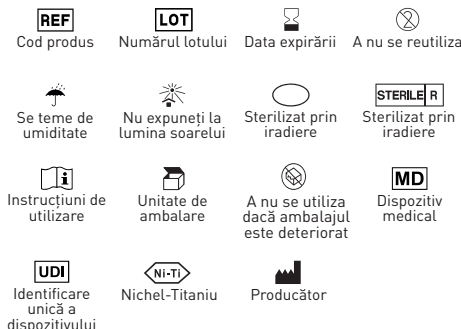 REF
Cod produs
LOT
Numărul lotului
Data expirării
2
A nu se reutiliza
Se teme de
umiditate
Nu expuneți la
lumina soarelui
Sterilizat prin
iradiere
STERILE R
Sterilizat prin
iradiere
i
Instrucțiuni de
utilizare
Unitate de
ambalare
A nu se utiliza
dacă ambalajul
este deteriorat
MD
Dispozitiv
medical
UDI
Identificare
unică a
dispozitivului
Ni-Ti
Nichel-Titaniu
Producător